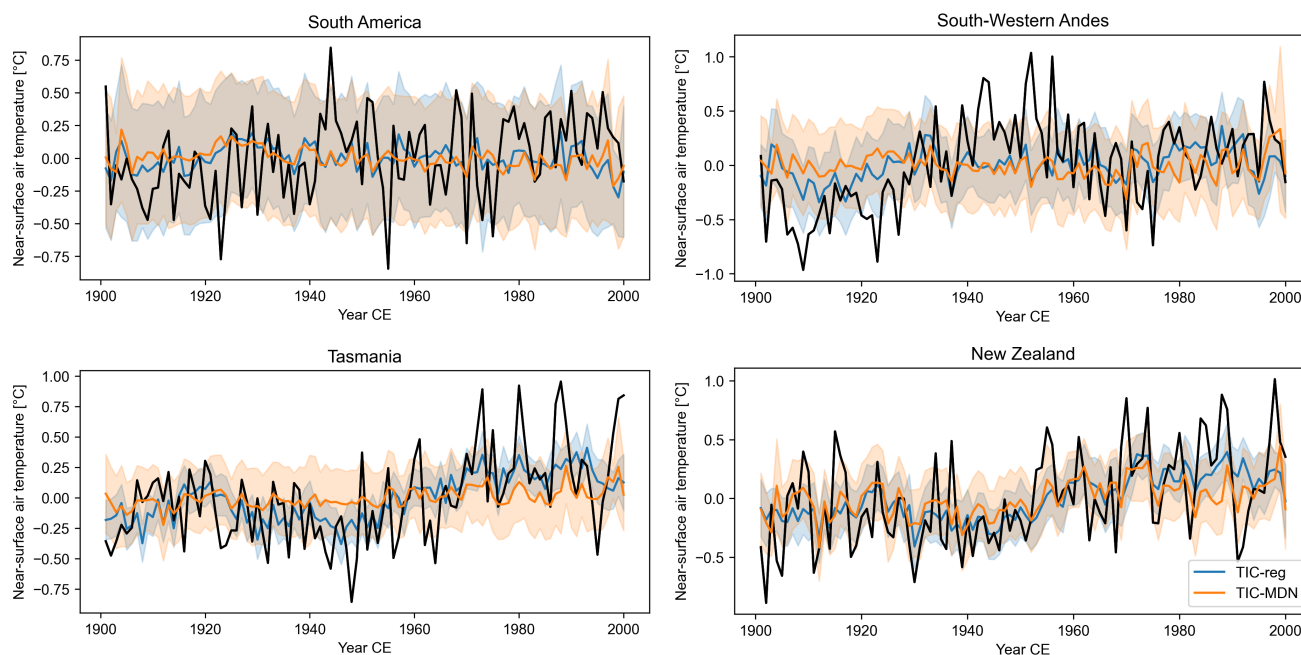 South America
Near-surface air temperature [°C]
0.75
0.50
0.25
0.00
−0.25
−0.50
−0.75
1900 1920 1940 1960 1980 2000
Year CE
South-Western Andes
Near-surface air temperature [°C]
1.0
0.5
0.0
−0.5
−1.0
1900 1920 1940 1960 1980 2000
Year CE
Tasmania
Near-surface air temperature [°C]
1.00
0.75
0.50
0.25
0.00
−0.25
−0.50
−0.75
1900 1920 1940 1960 1980 2000
Year CE
New Zealand
Near-surface air temperature [°C]
1.0
0.5
0.0
−0.5
TIC-reg
TIC-MDN
1900 1920 1940 1960 1980 2000
Year CE